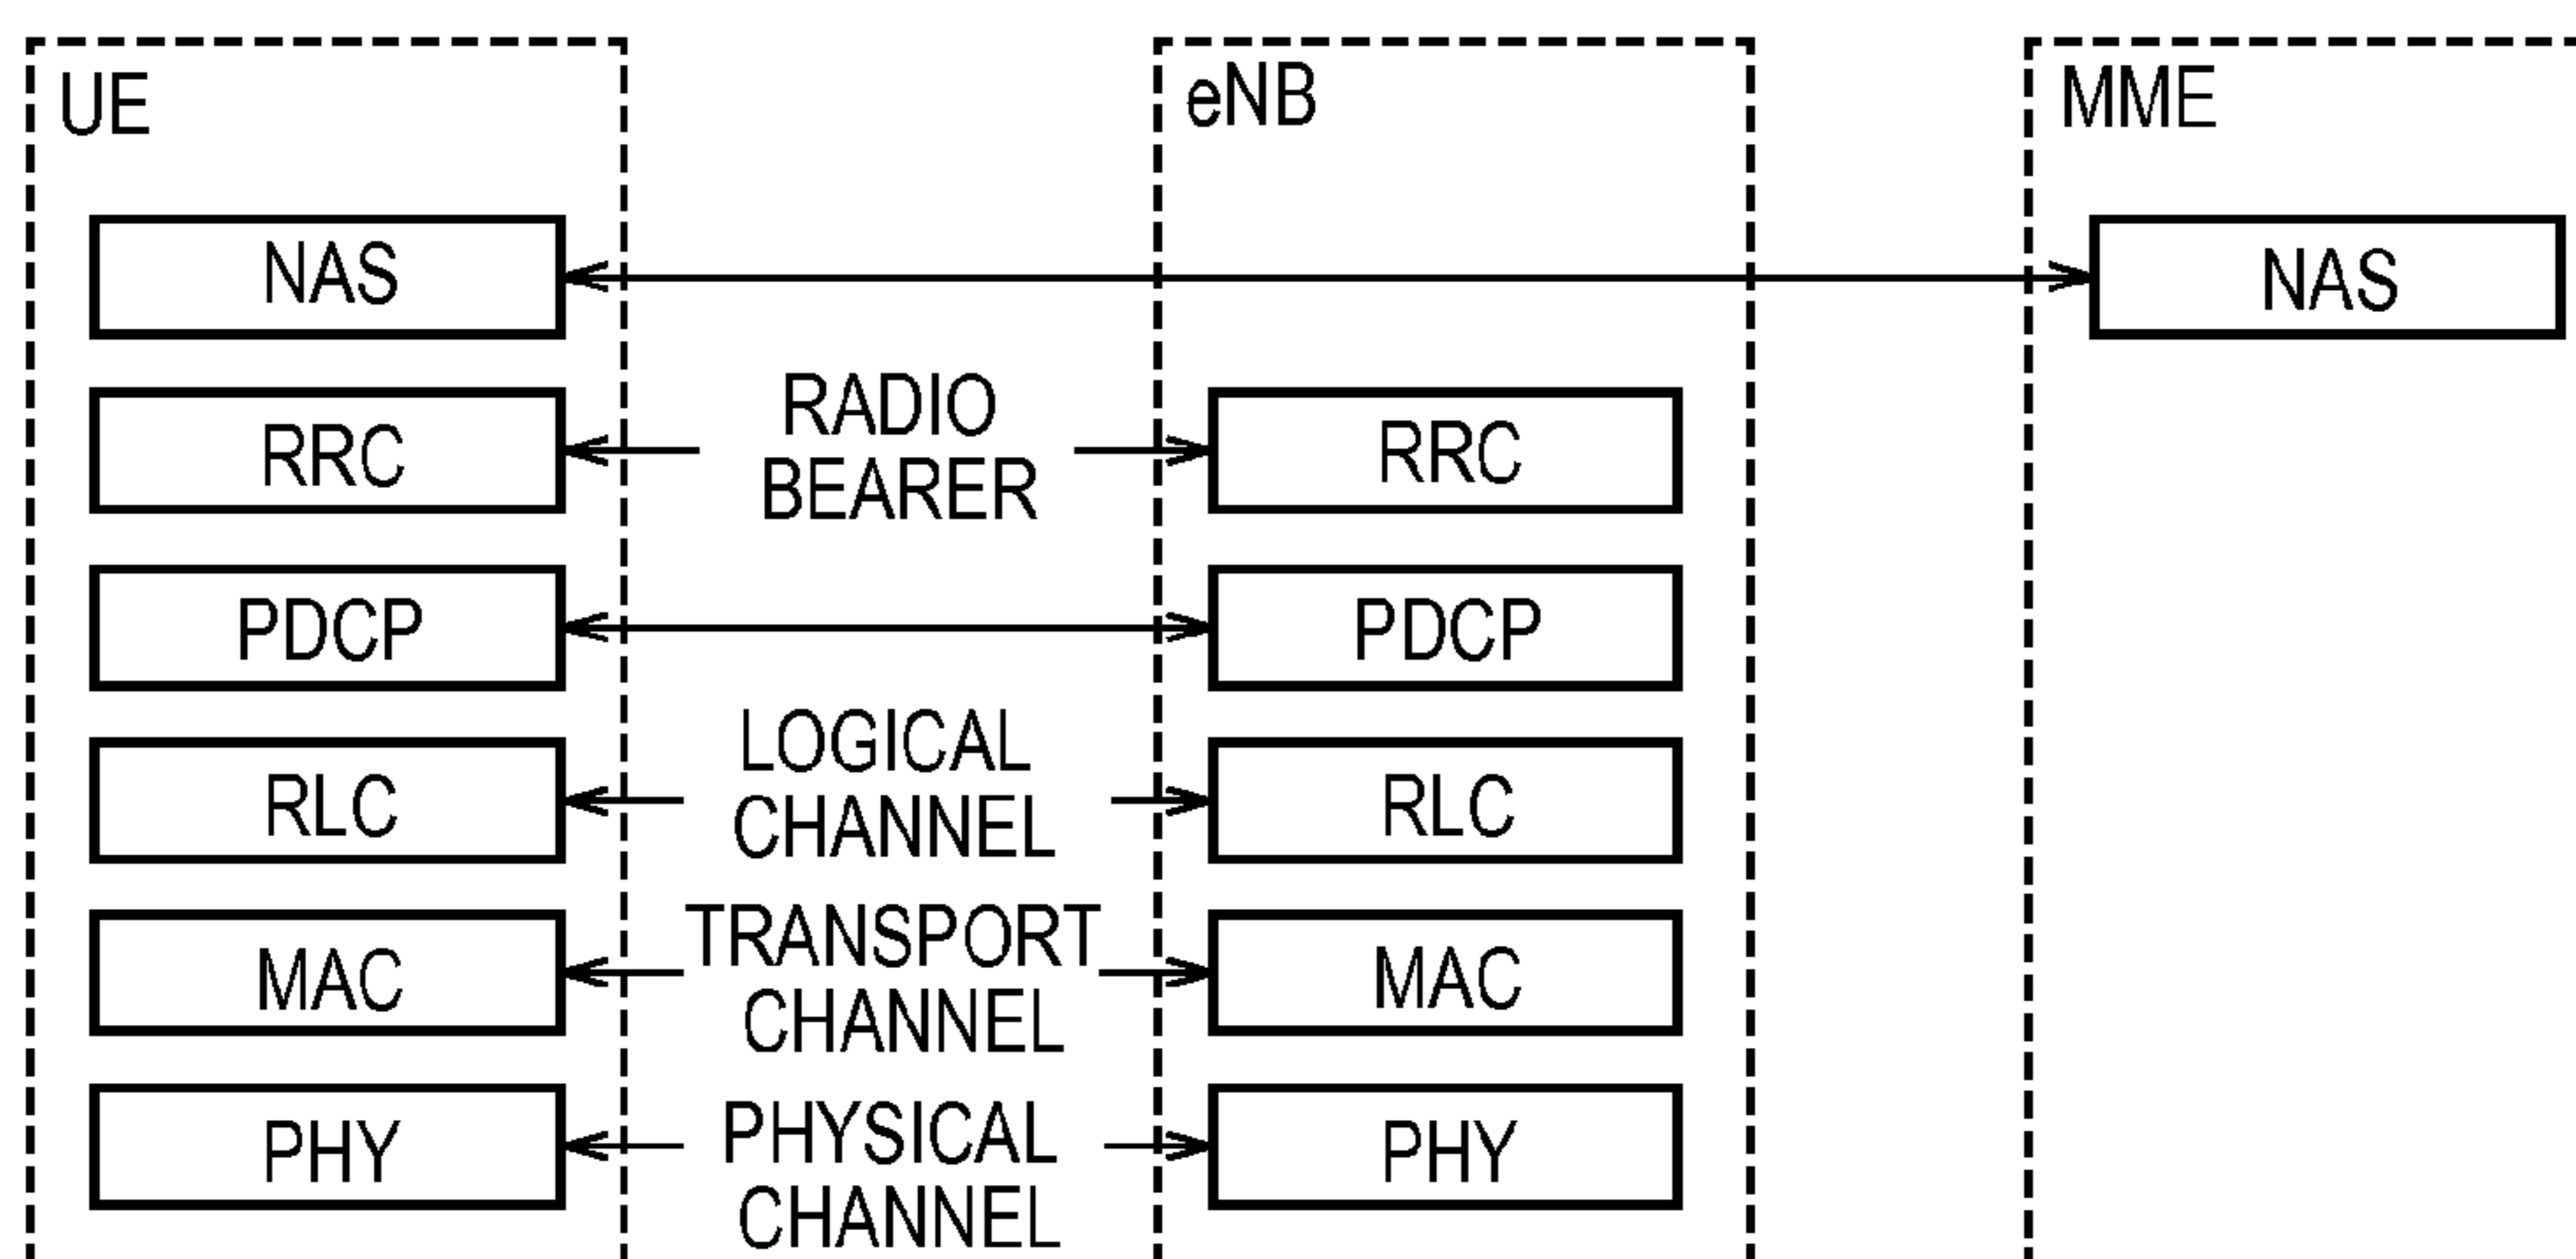 UE
eNB
MME
NAS
NAS
RRC
RADIO
BEARER
RRC
PDCP
PDCP
RLC
LOGICAL
CHANNEL
RLC
MAC
TRANSPORT
CHANNEL
MAC
PHY
PHYSICAL
CHANNEL
PHY